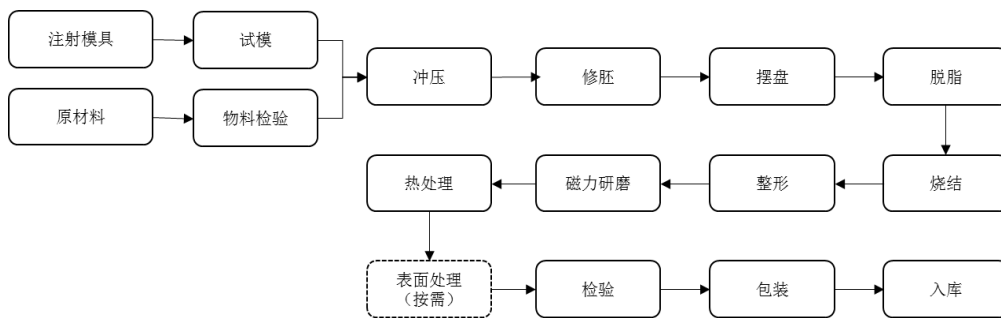 注射模具
试模
原材料
物料检验
冲压
修胚
摆盘
脱脂
热处理
磁力研磨
整形
烧结
表面处理
（按需）
检验
包装
入库